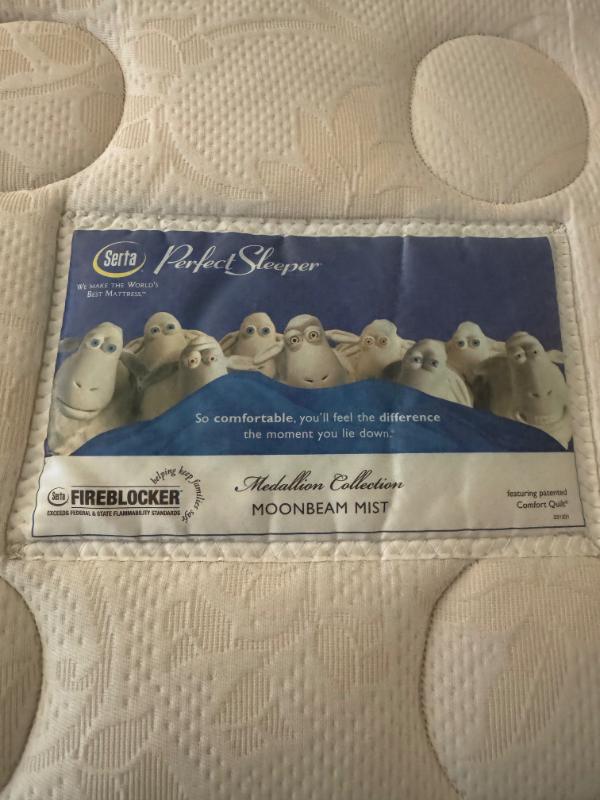 Serta Perfect Sleeper
WE MAKE THE WORLD'S
BEST MATTRESS.™
So comfortable, you'll feel the difference
the moment you lie down.®
helping keep families safe
Serta FIREBLOCKER
EXCEEDS FEDERAL & STATE FLAMMABILITY STANDARDS
Medallion Collection
MOONBEAM MIST
featuring patented
Comfort Quilt®